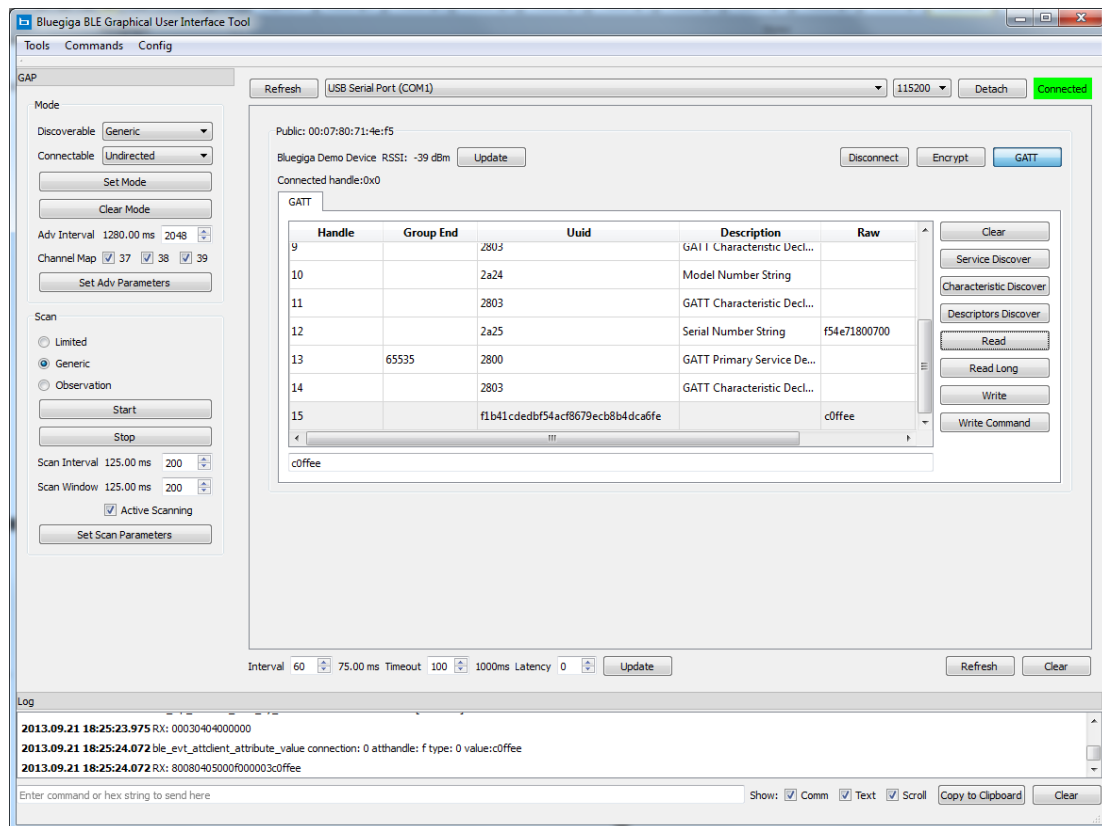 Bluegiga BLE Graphical User Interface Tool
Tools Commands Config
GAP
Mode
Discoverable Generic
Connectable Undirected
Set Mode
Clear Mode
Adv Interval 1280.00 ms 2048
Channel Map 37 38 39
Set Adv Parameters
Scan
Limited
Generic
Observation
Start
Stop
Scan Interval 125.00 ms 200
Scan Window 125.00 ms 200
Active Scanning
Set Scan Parameters
Refresh USB Serial Port (COM1) 115200 Detach Connected
Public: 00:07:80:71:4e:f5
Bluegiga Demo Device RSSI: -39 dBm Update Disconnect Encrypt GATT
Connected handle:0x0
GATT
Handle Group End Uuid Description Raw
9 2803 GATT Characteristic Decl...
10 2a24 Model Number String
11 2803 GATT Characteristic Decl...
12 2a25 Serial Number String f54e71800700
13 65535 2800 GATT Primary Service De...
14 2803 GATT Characteristic Decl...
15 f1b41cdedbf54acf8679ecb8b4dca6fe c0ffee
c0ffee
Clear
Service Discover
Characteristic Discover
Descriptors Discover
Read
Read Long
Write
Write Command
Interval 60 75.00 ms Timeout 100 1000ms Latency 0 Update Refresh Clear
Log
2013.09.21 18:25:23.975 RX: 00030404000000
2013.09.21 18:25:24.072 ble_evt_attclient_attribute_value connection: 0 atthandle: f type: 0 value:c0ffee
2013.09.21 18:25:24.072 RX: 80080405000f000003c0ffee
Enter command or hex string to send here Show: Comm Text Scroll Copy to Clipboard Clear